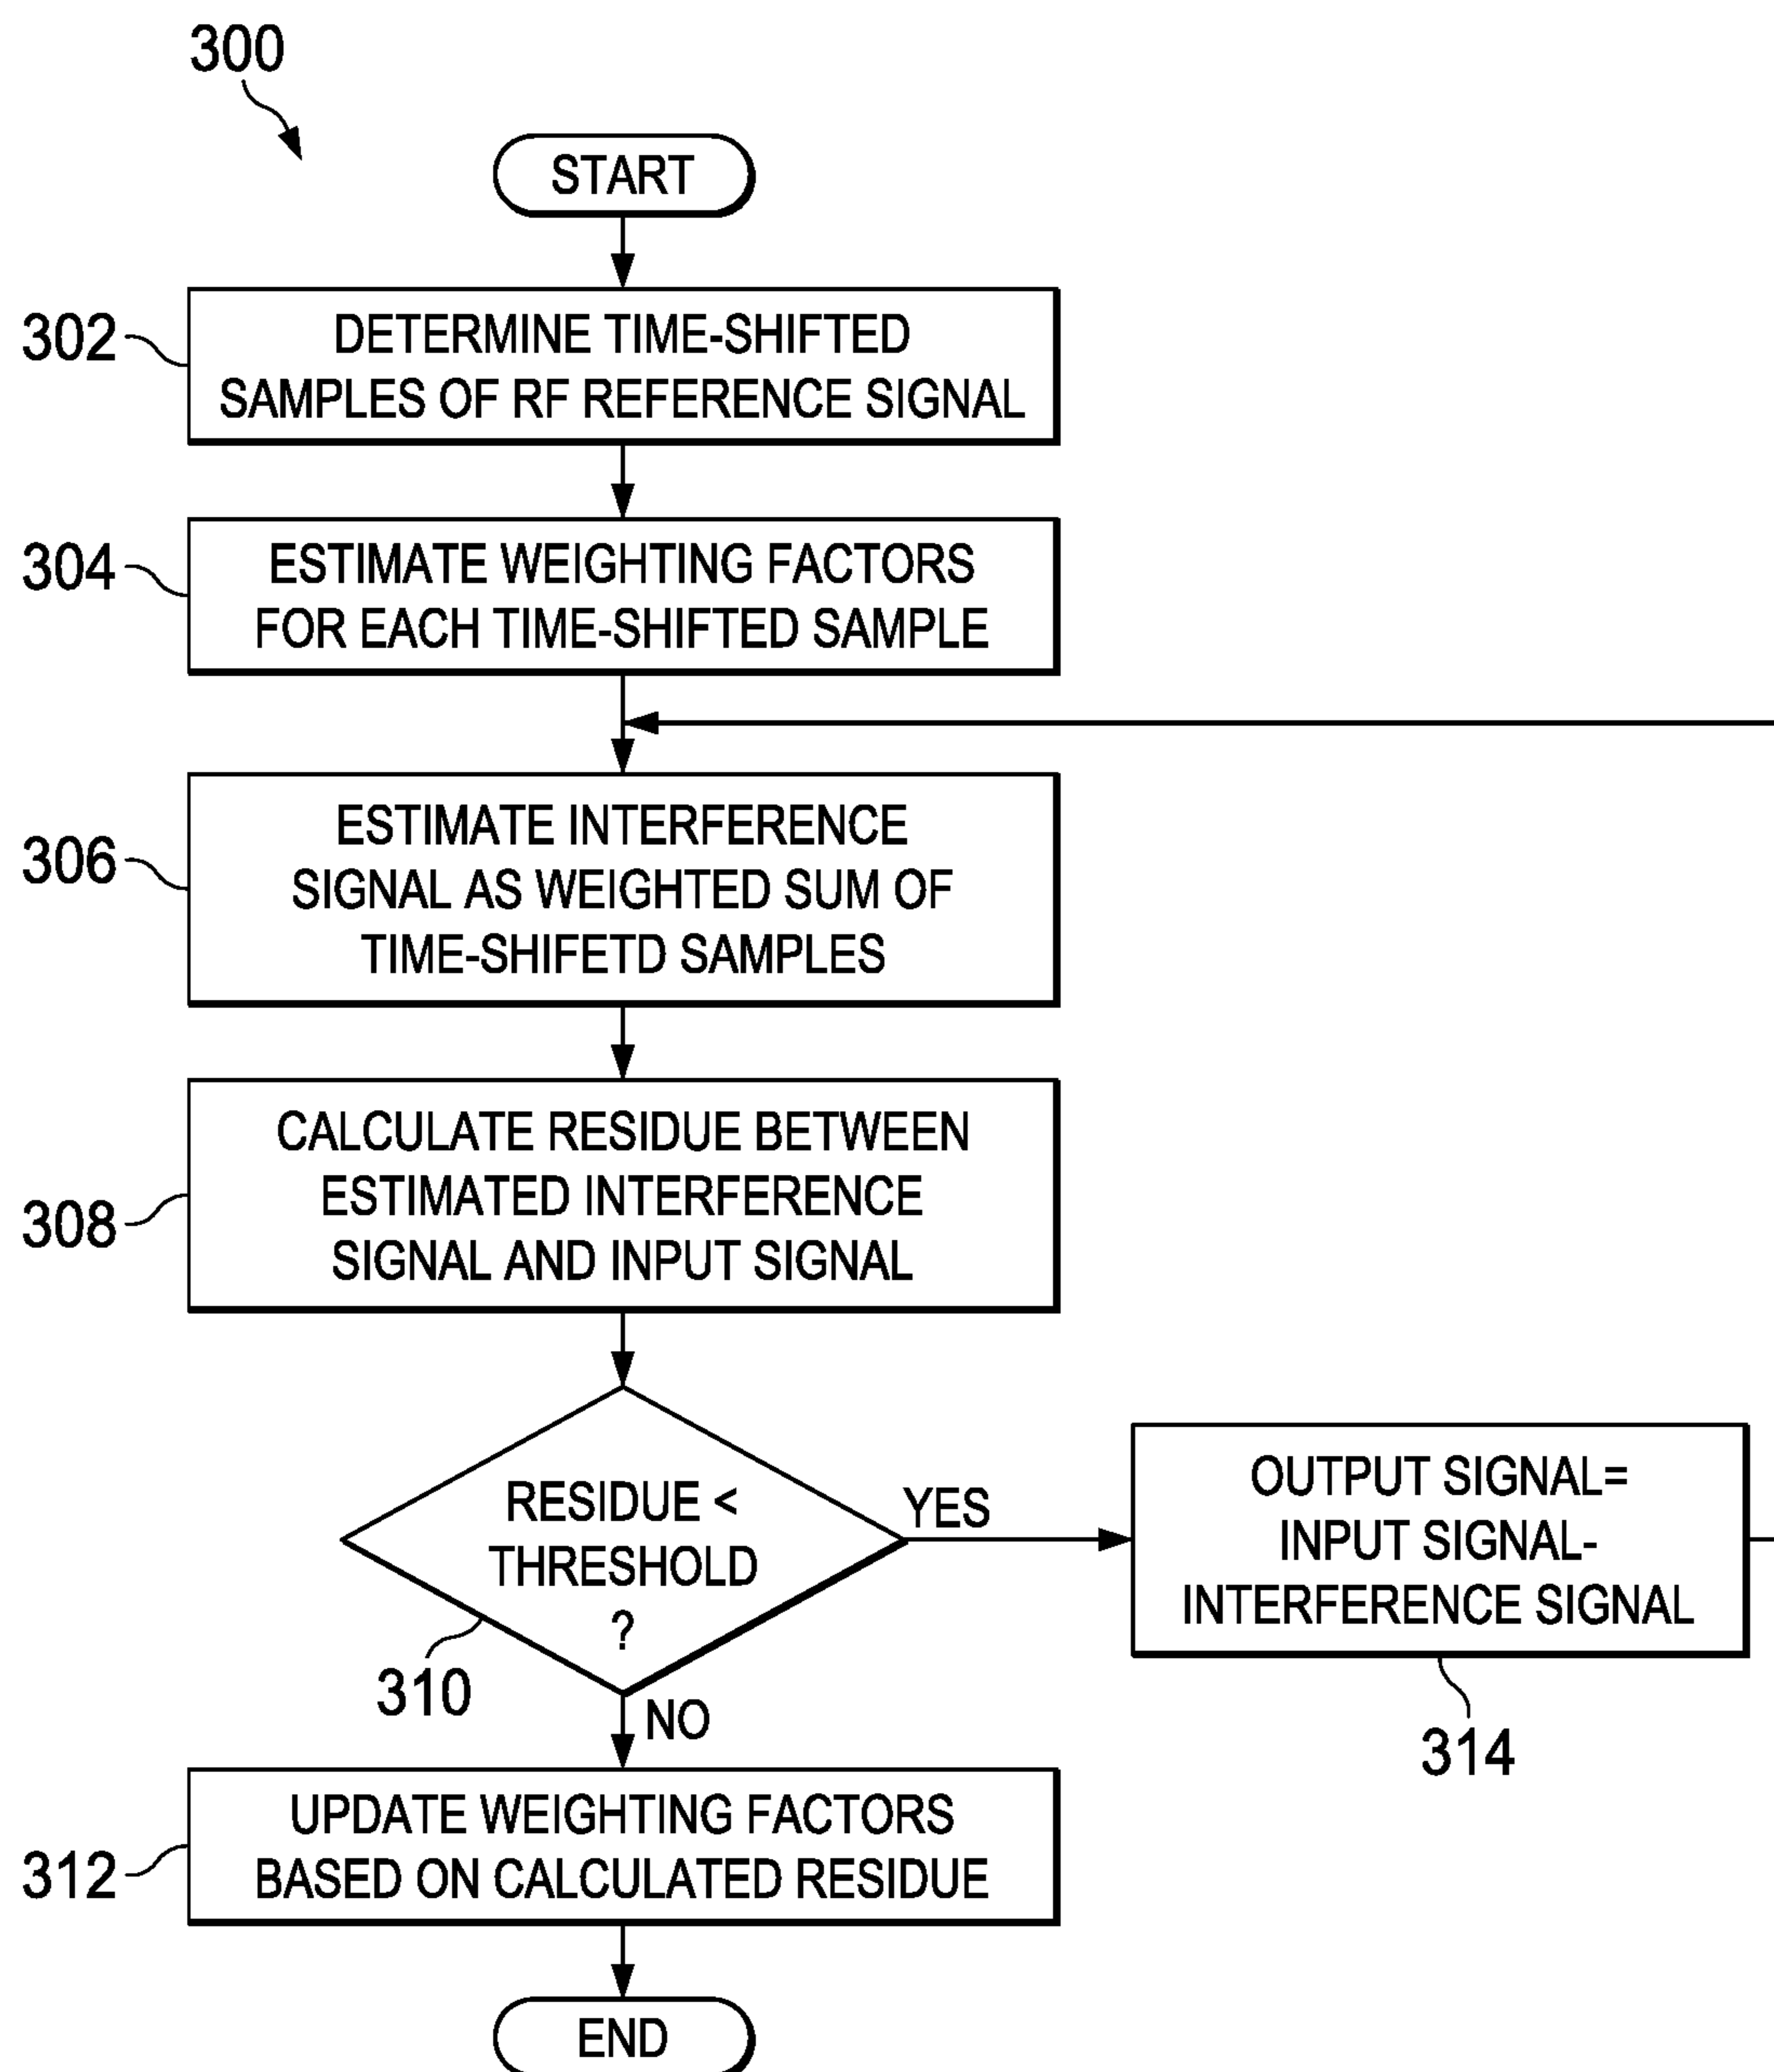 300
START
302
DETERMINE TIME-SHIFTED
SAMPLES OF RF REFERENCE SIGNAL
304
ESTIMATE WEIGHTING FACTORS
FOR EACH TIME-SHIFTED SAMPLE
306
ESTIMATE INTERFERENCE
SIGNAL AS WEIGHTED SUM OF
TIME-SHIFETD SAMPLES
308
CALCULATE RESIDUE BETWEEN
ESTIMATED INTERFERENCE
SIGNAL AND INPUT SIGNAL
RESIDUE <
THRESHOLD
?
310
YES
OUTPUT SIGNAL=
INPUT SIGNAL-
INTERFERENCE SIGNAL
314
NO
312
UPDATE WEIGHTING FACTORS
BASED ON CALCULATED RESIDUE
END